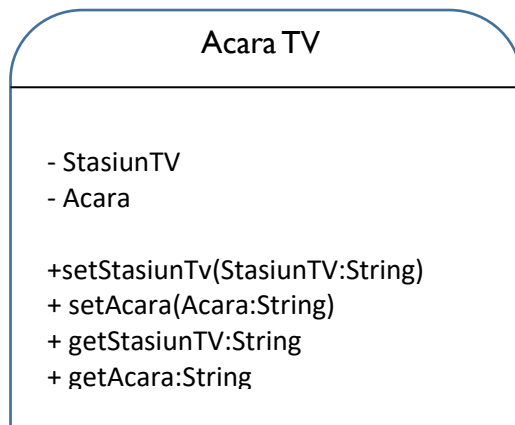 Acara TV
- StasiunTV
- Acara
+setStasiunTv(StasiunTV:String)
+ setAcara(Acara:String)
+ getStasiunTV:String
+ getAcara:String